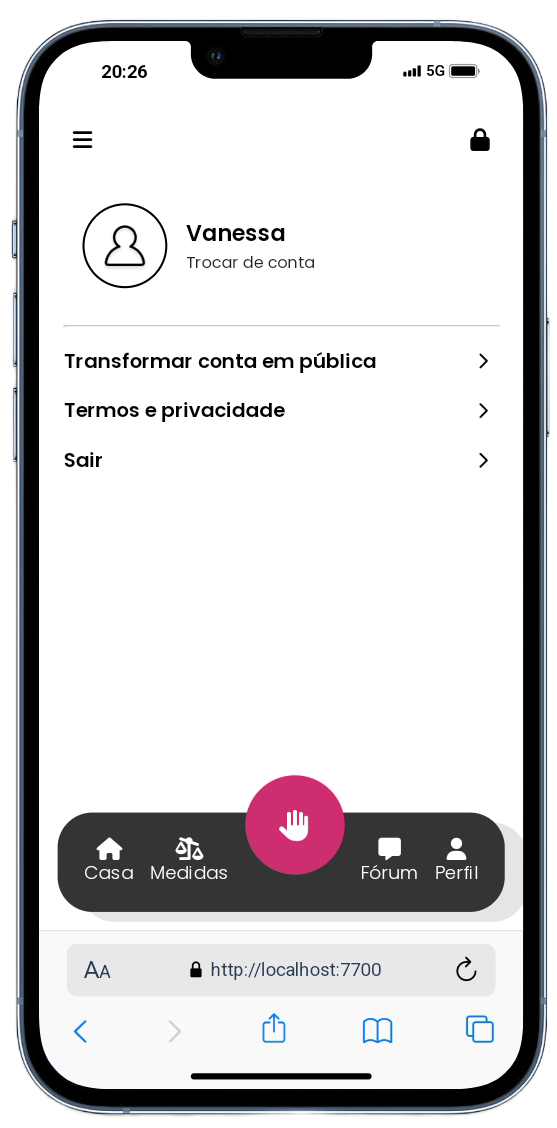 20:26
5G
Vanessa
Trocar de conta
Transformar conta em pública
Termos e privacidade
Sair
Casa
Medidas
Fórum
Perfil
AA
http://localhost:7700